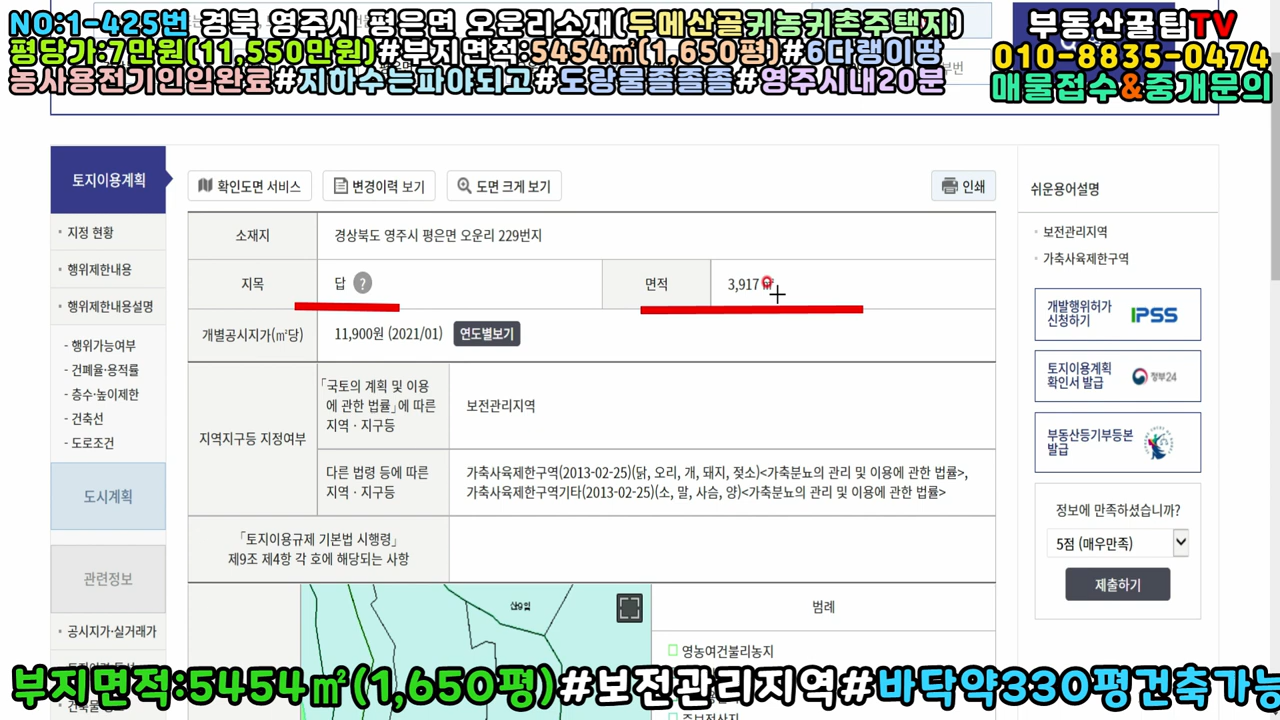 NO:1-425번 경북 영주시 평은면 오운리소재(두메산골귀농귀촌주택지)
평당가:7만원(11,550만원)#부지면적:5454㎡(1,650평)#6다랭이땅
농사용전기인입완료#지하수는파야되고#도랑물졸졸졸#영주시내20분
부동산꿀팁TV
010-8835-0474
매물접수&중개문의
토지이용계획
확인도면 서비스
변경이력 보기
도면 크게 보기
인쇄
쉬운용어설명
지정 현황
행위제한내용
행위제한내용설명
- 행위가능여부
- 건폐율·용적률
- 층수·높이제한
- 건축선
- 도로조건
도시계획
관련정보
공시지가·실거래가
소재지
경상북도 영주시 평은면 오운리 229번지
지목
답 ?
면적
3,917 ㎡
개별공시지가(㎡당)
11,900원 (2021/01) 연도별보기
지역지구등 지정여부
「국토의 계획 및 이용
에 관한 법률」에 따른
지역ㆍ지구등
보전관리지역
다른 법령 등에 따른
지역ㆍ지구등
가축사육제한구역(2013-02-25)(닭, 오리, 개, 돼지, 젖소)<가축분뇨의 관리 및 이용에 관한 법률>,
가축사육제한구역기타(2013-02-25)(소, 말, 사슴, 양)<가축분뇨의 관리 및 이용에 관한 법률>
「토지이용규제 기본법 시행령」
제9조 제4항 각 호에 해당되는 사항
범례
영농여건불리농지
보전관리지역
가축사육제한구역
개발행위허가
신청하기
IPSS
토지이용계획
확인서 발급
정부24
부동산등기부등본
발급
정보에 만족하셨습니까?
5점 (매우만족)
제출하기
부지면적:5454㎡(1,650평)#보전관리지역#바닥약330평건축가능